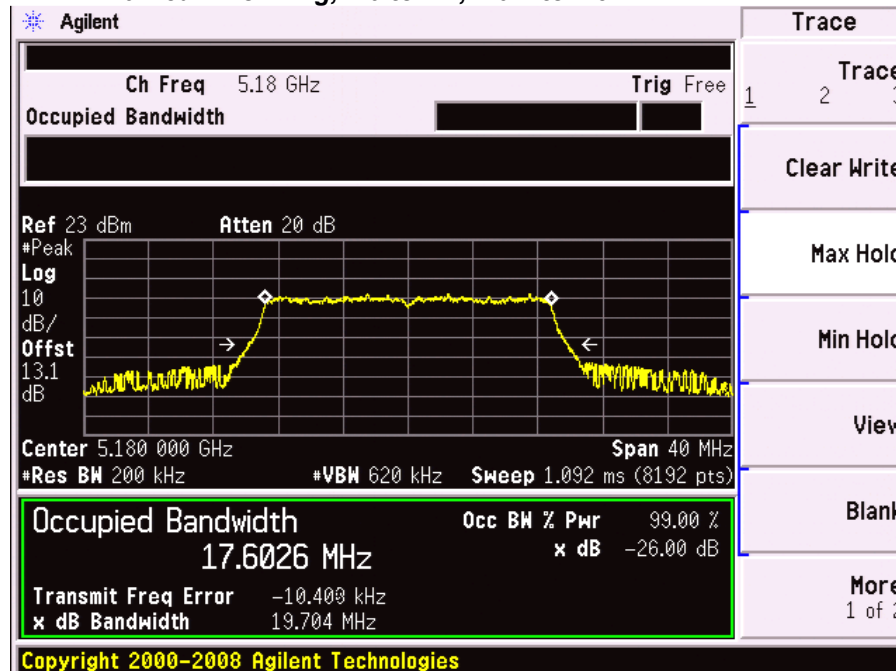 Agilent
Trace
Ch Freq 5.18 GHz
Trig Free
Occupied Bandwidth
Trace
1 2
Clear Write
Max Hold
Min Hold
View
Blank
More
1 of 2
Ref 23 dBm
Atten 20 dB
#Peak
Log
10
dB/
Offst
13.1
dB
Center 5.180 000 GHz
Span 40 MHz
#Res BW 200 kHz
#VBW 620 kHz
Sweep 1.092 ms (8192 pts)
Occupied Bandwidth
17.6026 MHz
Occ BW % Pwr 99.00 %
x dB -26.00 dB
Transmit Freq Error -10.409 kHz
x dB Bandwidth 19.704 MHz
Copyright 2000-2008 Agilent Technologies